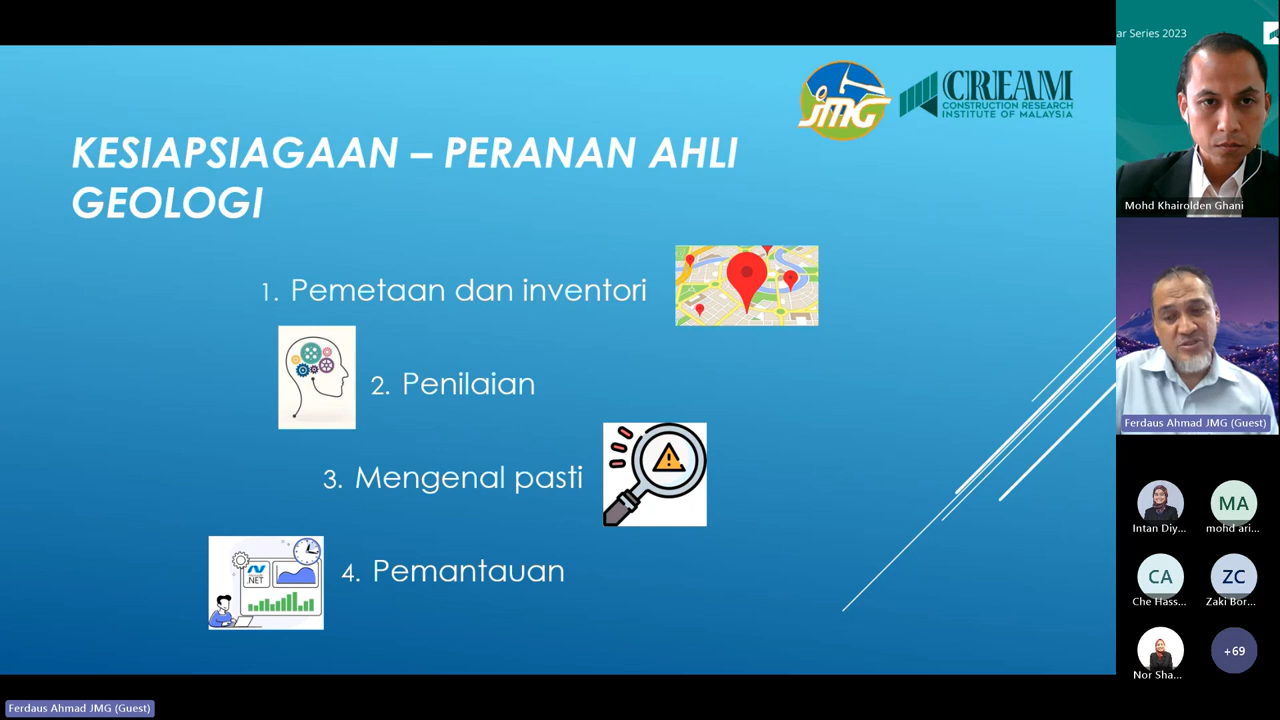 JMG
CREAM
CONSTRUCTION RESEARCH
INSTITUTE OF MALAYSIA
KESIAPSIAGAAN – PERANAN AHLI
GEOLOGI
1. Pemetaan dan inventori
2. Penilaian
3. Mengenal pasti
.NET
4. Pemantauan
ar Series 2023
Mohd Khairolden Ghani
Ferdaus Ahmad JMG (Guest)
Intan Diy...
MA
mohd ari...
CA
Che Hass...
ZC
Zaki Bor...
Nor Sha...
+69
Ferdaus Ahmad JMG (Guest)